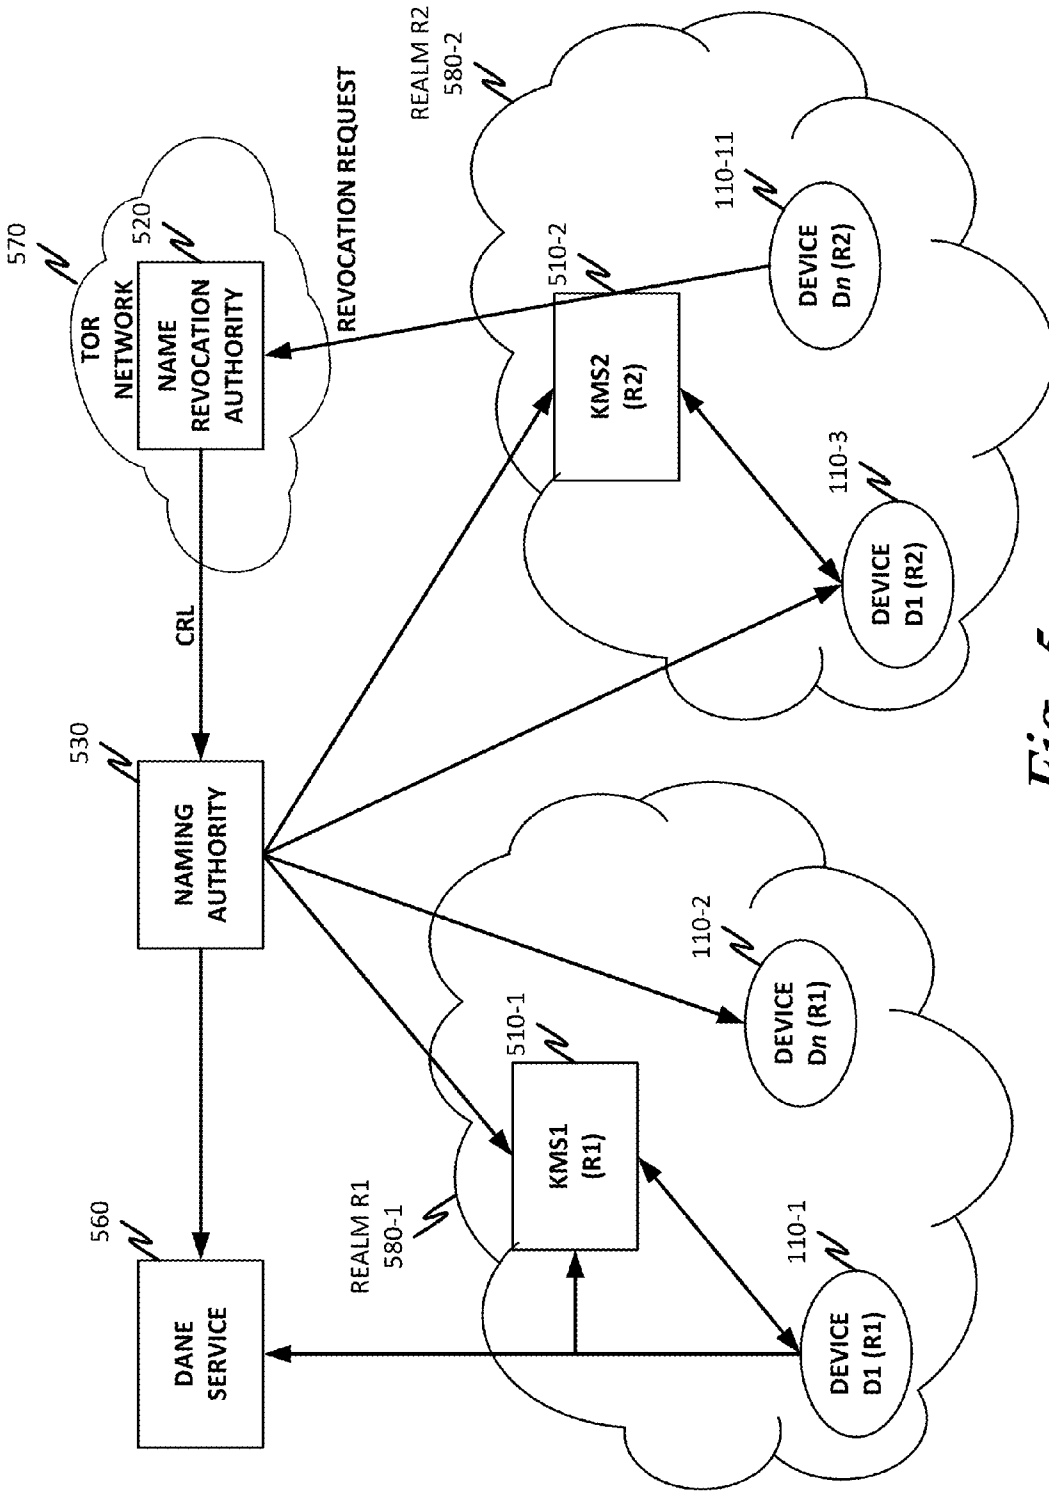 570
TOR
NETWORK
520
NAME
REVOCATION
AUTHORITY
REVOCATION REQUEST
CRL
530
NAMING
AUTHORITY
560
DANE
SERVICE
REALM R2
580-2
510-2
KMS2
(R2)
110-11
DEVICE
Dn (R2)
110-3
DEVICE
D1 (R2)
REALM R1
580-1
510-1
KMS1
(R1)
110-2
DEVICE
Dn (R1)
110-1
DEVICE
D1 (R1)